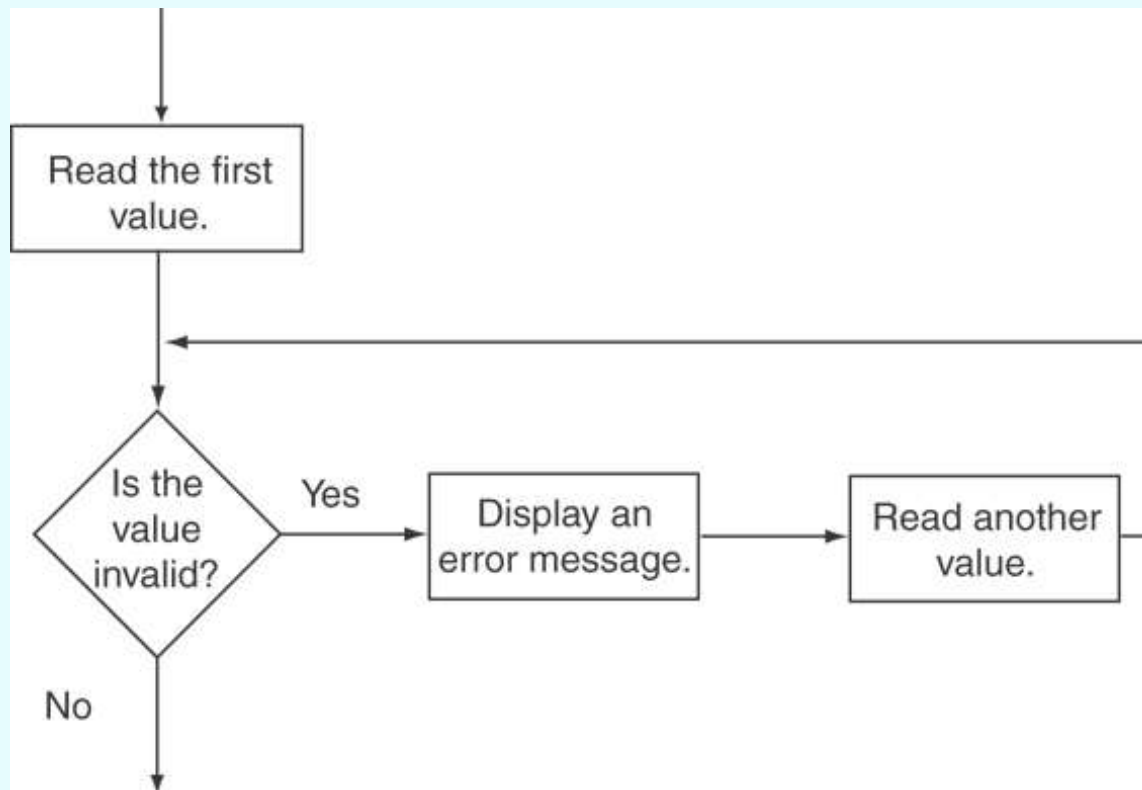 Read the first
value.
Is the
value
invalid?
Yes
Display an
error message.
Read another
value.
No